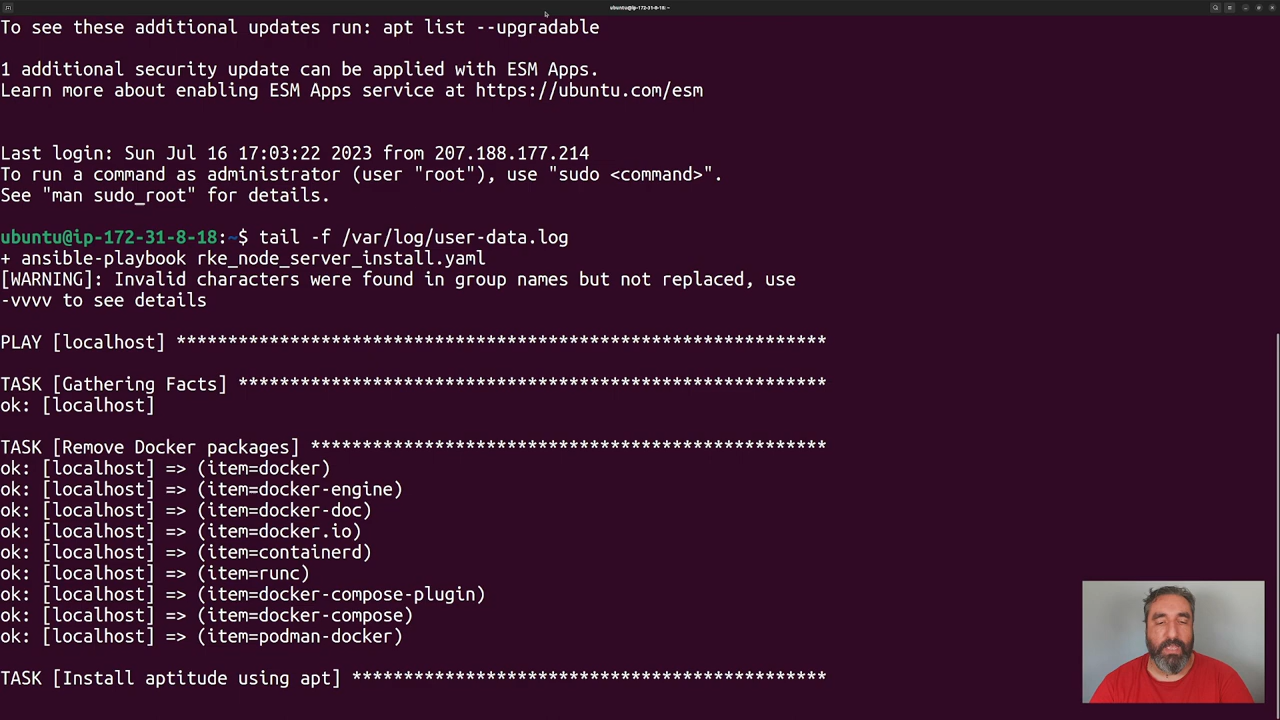 ubuntu@ip-172-31-8-18: ~
To see these additional updates run: apt list --upgradable
1 additional security update can be applied with ESM Apps.
Learn more about enabling ESM Apps service at https://ubuntu.com/esm
Last login: Sun Jul 16 17:03:22 2023 from 207.188.177.214
To run a command as administrator (user "root"), use "sudo <command>".
See "man sudo_root" for details.
ubuntu@ip-172-31-8-18:~$ tail -f /var/log/user-data.log
+ ansible-playbook rke_node_server_install.yaml
[WARNING]: Invalid characters were found in group names but not replaced, use
-vvvv to see details
PLAY [localhost] ***************************************************************
TASK [Gathering Facts] *********************************************************
ok: [localhost]
TASK [Remove Docker packages] **************************************************
ok: [localhost] => (item=docker)
ok: [localhost] => (item=docker-engine)
ok: [localhost] => (item=docker-doc)
ok: [localhost] => (item=docker.io)
ok: [localhost] => (item=containerd)
ok: [localhost] => (item=runc)
ok: [localhost] => (item=docker-compose-plugin)
ok: [localhost] => (item=docker-compose)
ok: [localhost] => (item=podman-docker)
TASK [Install aptitude using apt] **********************************************